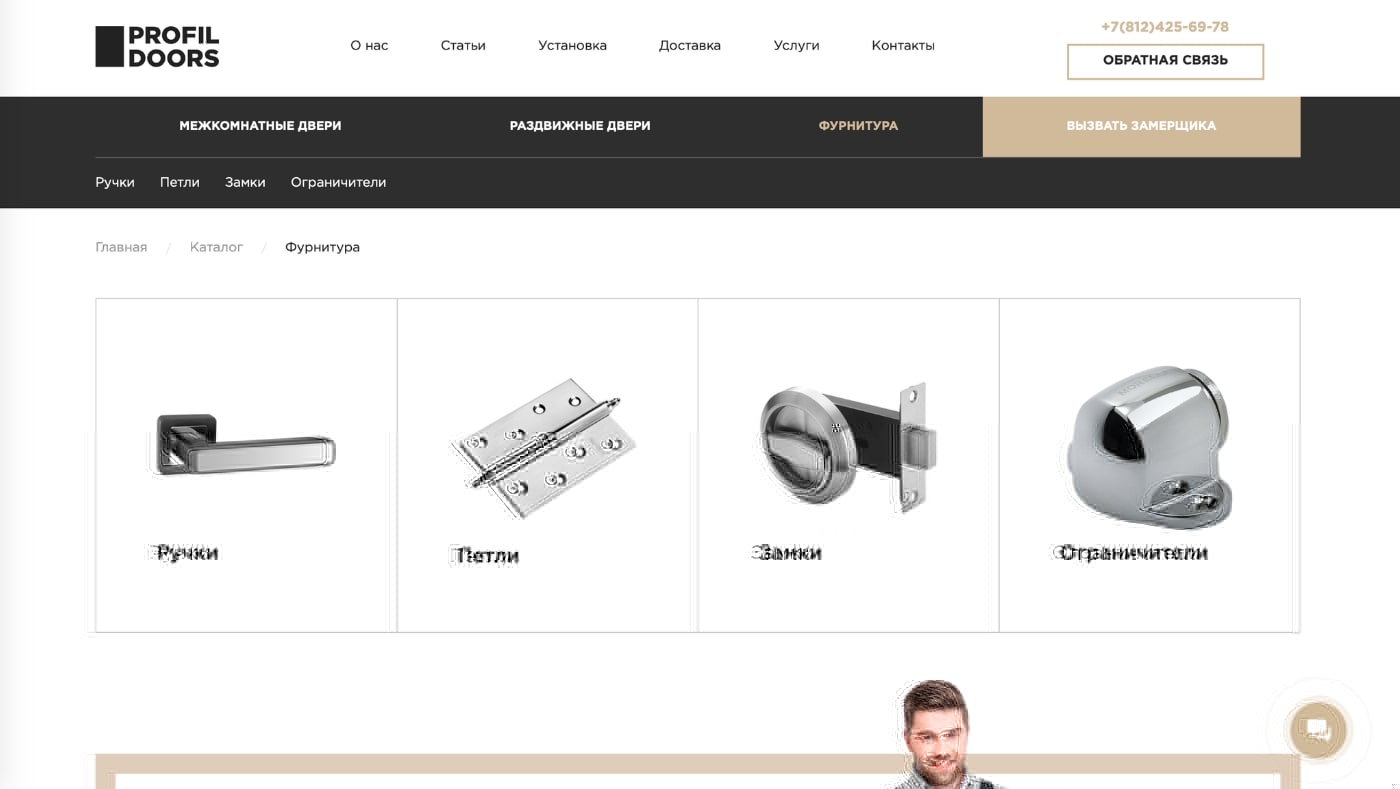 PROFIL
DOORS
О нас Статьи Установка Доставка Услуги Контакты
+7(812)425-69-78
ОБРАТНАЯ СВЯЗЬ
МЕЖКОМНАТНЫЕ ДВЕРИ РАЗДВИЖНЫЕ ДВЕРИ ФУРНИТУРА ВЫЗВАТЬ ЗАМЕРЩИКА
Ручки Петли Замки Ограничители
Главная / Каталог / Фурнитура
Ручки Петли Замки Ограничители